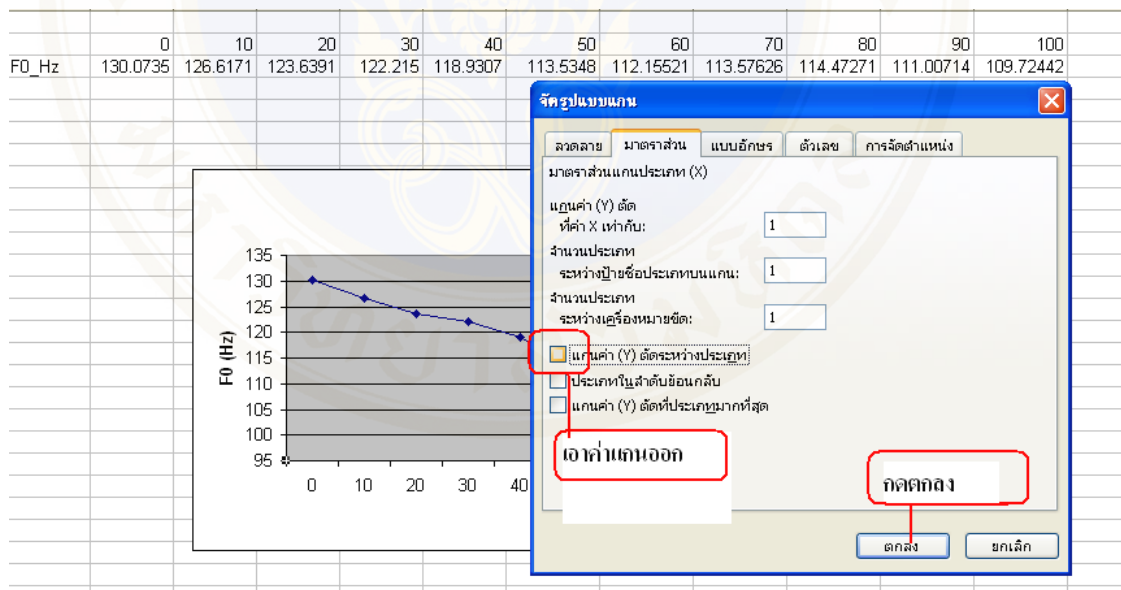 0 10 20 30 40 50 60 70 80 90 100
F0_Hz 130.0735 126.6171 123.6391 122.215 118.9307 113.5348 112.15521 113.57626 114.47271 111.00714 109.72442
จัดรูปแบบแกน
ลวดลาย มาตราส่วน แบบอักษร ตัวเลข การจัดตำแหน่ง
มาตราส่วนแกนประเภท (X)
แกนค่า (Y) ตัด
ที่ค่า X เท่ากับ: 1
จำนวนประเภท
ระหว่างป้ายชื่อประเภทบนแกน: 1
จำนวนประเภท
ระหว่างเครื่องหมายขีด: 1
แกนค่า (Y) ตัดระหว่างประเภท
ประเภทในลำดับย้อนกลับ
แกนค่า (Y) ตัดที่ประเภทมากที่สุด
เอาค่าแกนออก
กดตกลง
ตกลง ยกเลิก
135
130
125
120
115
110
105
100
95
F0 (Hz)
0 10 20 30 40